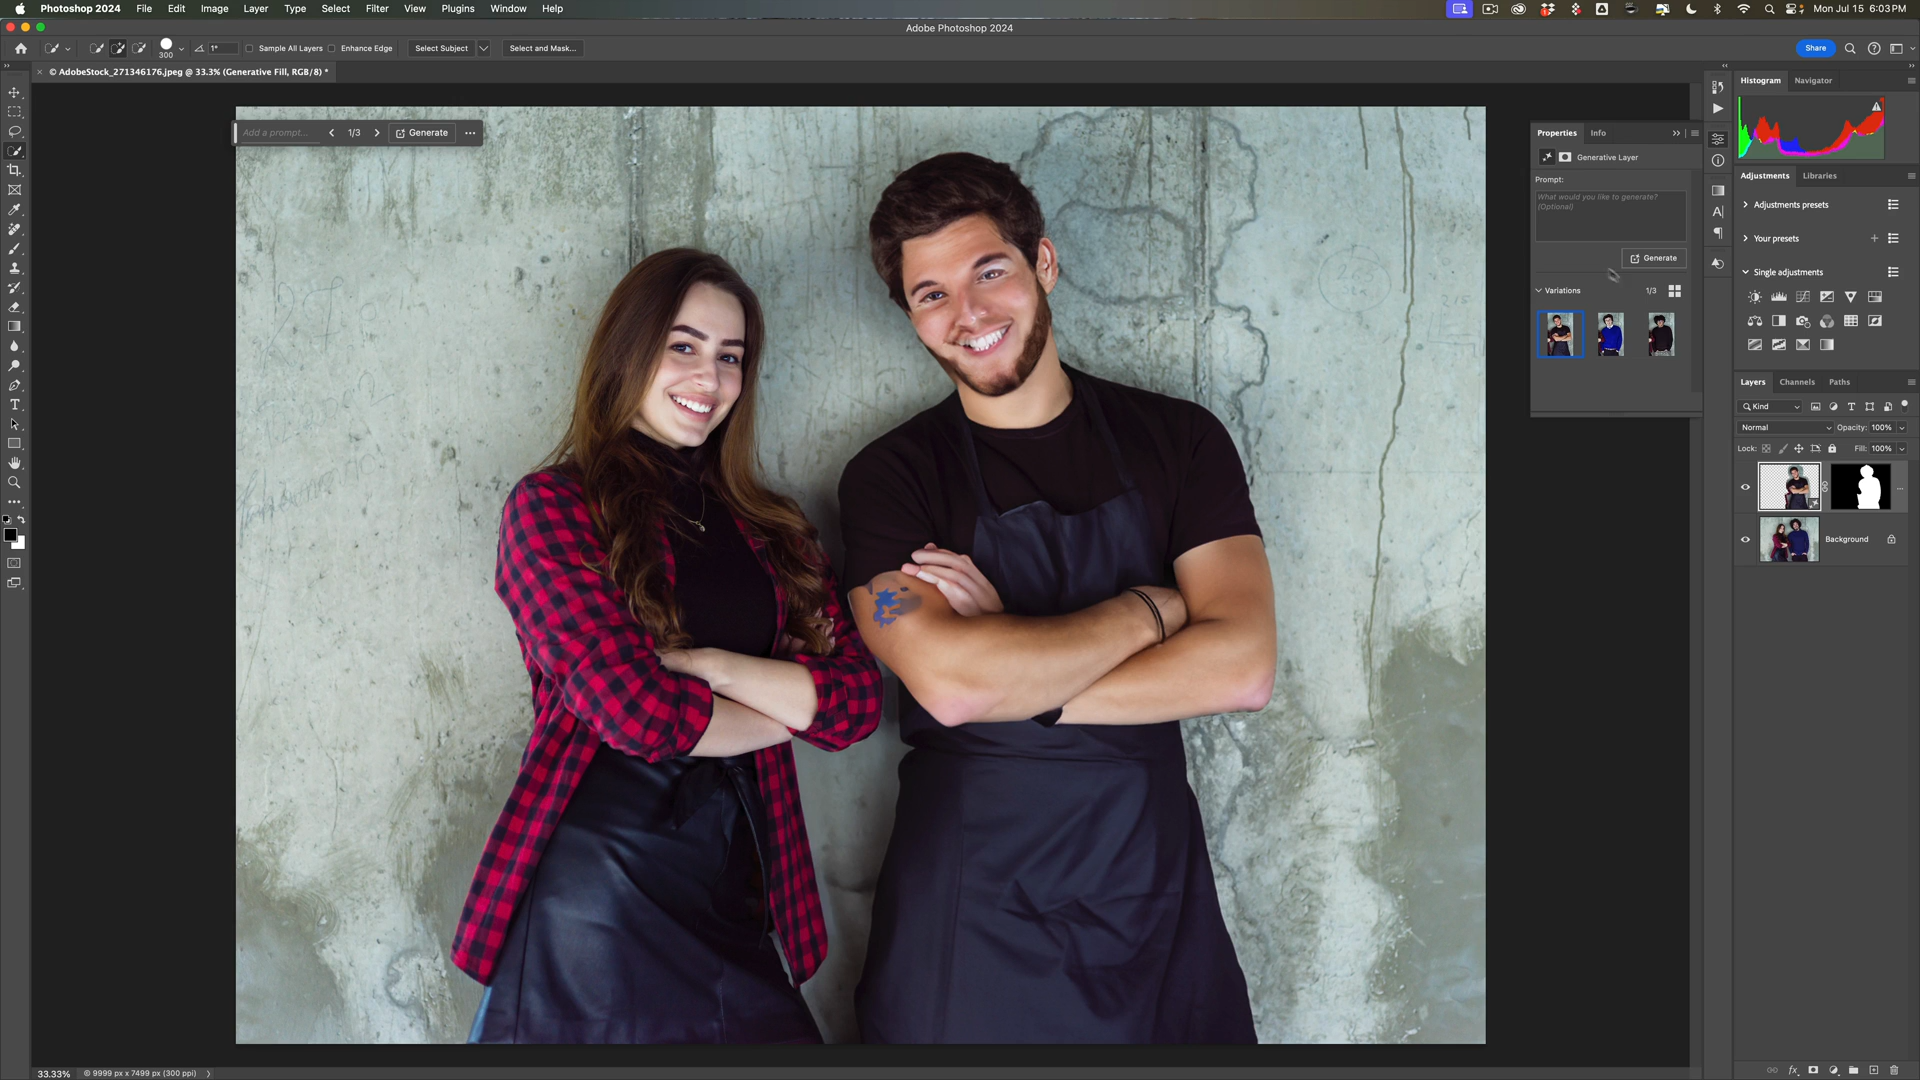 Photoshop 2024 File Edit Image Layer Type Select Filter View Plugins Window Help Mon Jul 15 6:03PM
Adobe Photoshop 2024
300 1° Sample All Layers Enhance Edge Select Subject Select and Mask... Share
© AdobeStock_271346176.jpeg @ 33.3% (Generative Fill, RGB/8) *
Histogram Navigator
Add a prompt... 1/3 Generate
Properties Info
Generative Layer
Prompt:
What would you like to generate?
(Optional)
Generate
Variations 1/3
Adjustments Libraries
Adjustments presets
Your presets
Single adjustments
Layers Channels Paths
Kind
Normal Opacity: 100%
Lock: Fill: 100%
Background
33.33% 9999 px x 7499 px (300 ppi)